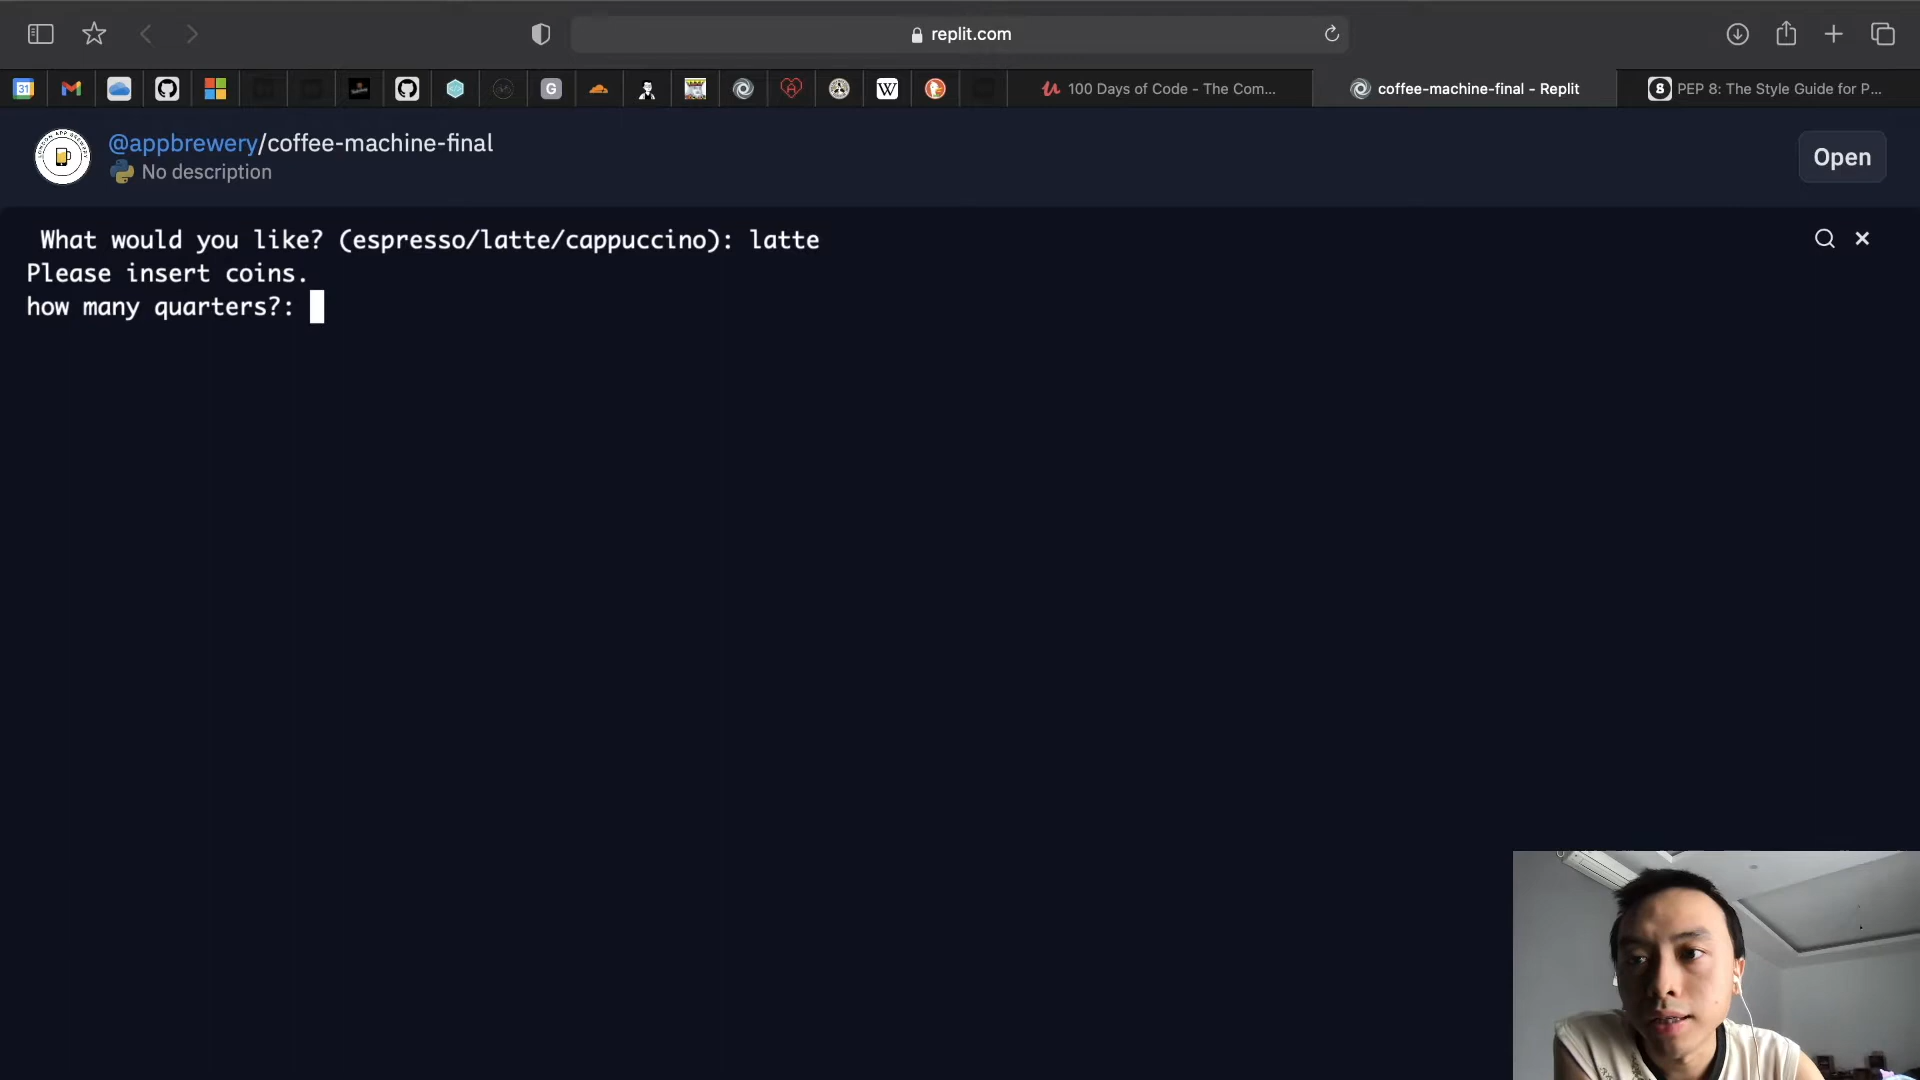 replit.com
31
G
W
100 Days of Code - The Com...
coffee-machine-final - Replit
8
PEP 8: The Style Guide for P...
@appbrewery/coffee-machine-final
No description
Open
What would you like? (espresso/latte/cappuccino): latte
Please insert coins.
how many quarters?: